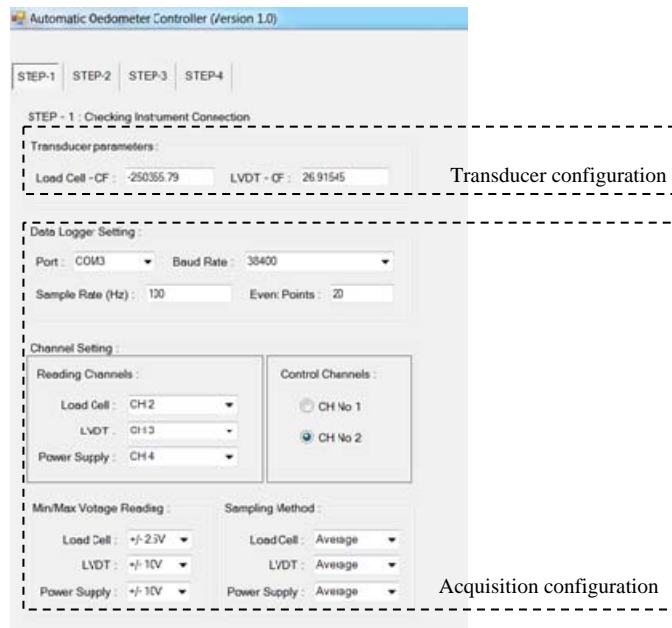 Automatic Oedometer Controller (Version 1.0)
STEP-1 STEP-2 STEP-3 STEP-4
STEP - 1 : Checking Instrument Connection
Transducer parameters :
Load Cell - CF : -250355.79 LVDT - CF : 26.91545
Transducer configuration
Data Logger Setting :
Port : COM3 Baud Rate : 38400
Sample Rate (Hz) : 100 Event Points : 20
Channel Setting :
Reading Channels : Control Channels :
Load Cell : CH 2 CH No 1
LVDT : CH 3 CH No 2
Power Supply : CH 4
Min/Max Votage Reading : Sampling Method :
Load Cell : +/- 2.5V Load Cell : Average
LVDT : +/- 10V LVDT : Average
Power Supply : +/- 10V Power Supply : Average
Acquisition configuration